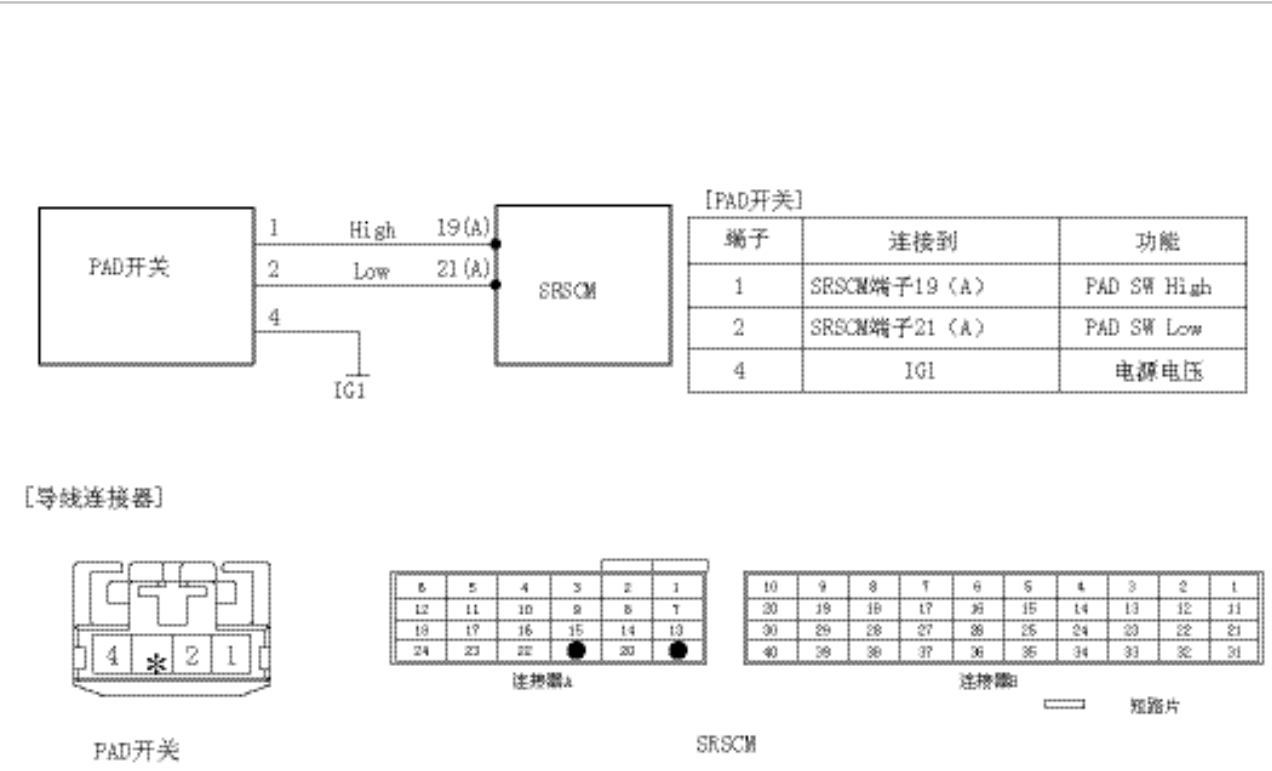 [PAD开关]
端子 连接到 功能
1 SRSCM端子19（A） PAD SW High
2 SRSCM端子21（A） PAD SW Low
4 IG1 电源电压
PAD开关
1 High 19(A)
2 Low 21(A)
4
IG1
SRSCM
[导线连接器]
4 * 2 1
PAD开关
6 5 4 3 2 1
12 11 10 9 8 7
18 17 16 15 14 13
24 23 22 20
连接器A
10 9 8 7 6 5 4 3 2 1
20 19 18 17 16 15 14 13 12 11
30 29 28 27 26 25 24 23 22 21
40 39 38 37 36 35 34 33 32 31
连接器B
短路片
SRSCM